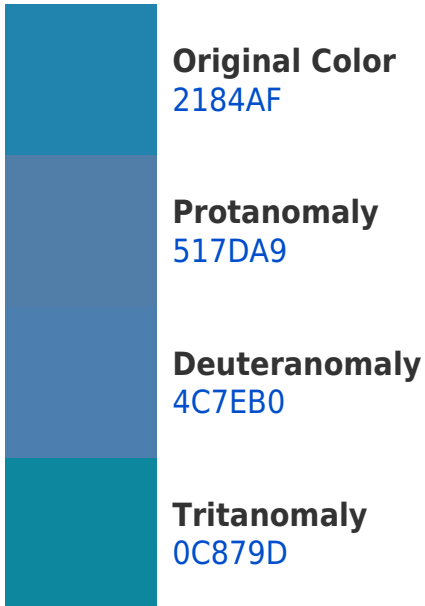 Original Color
2184AF
Protanomaly
517DA9
Deuteranomaly
4C7EB0
Tritanomaly
0C879D